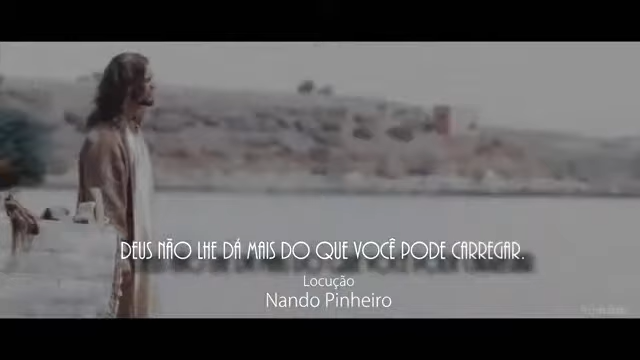 DEUS NÃO LHE DÁ MAIS DO QUE VOCÊ PODE CARREGAR.
Locução
Nando Pinheiro